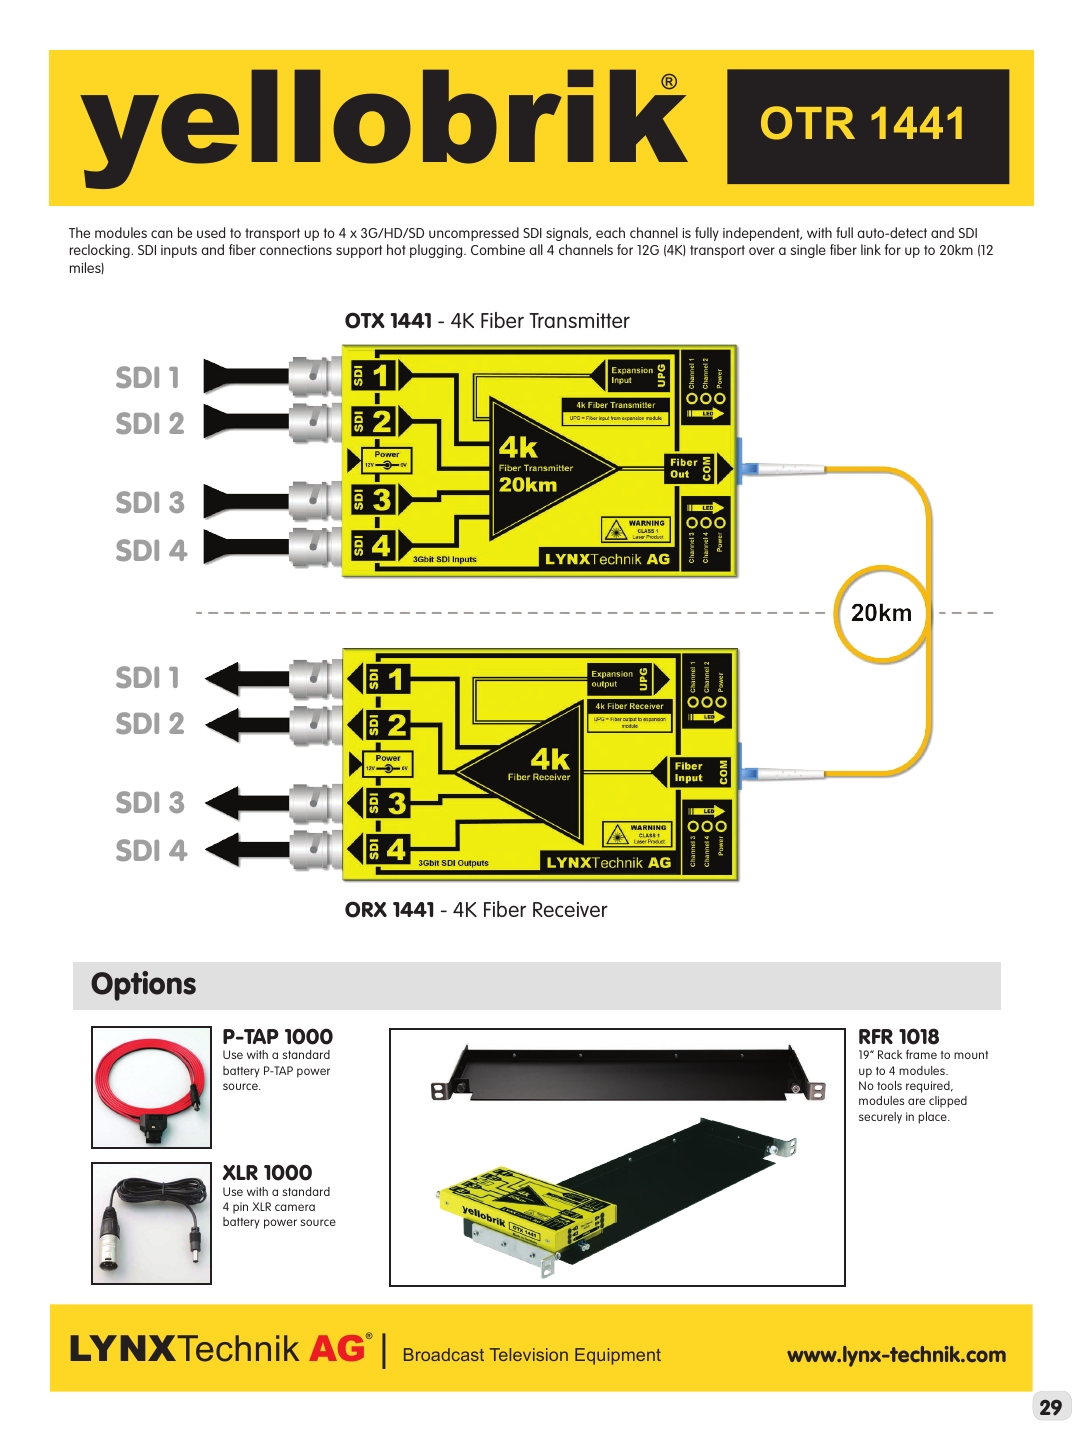 yellobrik®
OTR 1441
The modules can be used to transport up to 4 x 3G/HD/SD uncompressed SDI signals, each channel is fully independent, with full auto-detect and SDI
reclocking. SDI inputs and fiber connections support hot plugging. Combine all 4 channels for 12G (4K) transport over a single fiber link for up to 20km (12
miles)
OTX 1441 - 4K Fiber Transmitter
SDI 1
SDI 2
SDI 3
SDI 4
SDI 1
SDI 2
Power
12V 0V
SDI 3
SDI 4
3Gbit SDI Inputs
Expansion
Input
UPG
4k Fiber Transmitter
UPG = Fiber input from expansion module
4k
Fiber Transmitter
20km
Fiber
Out
COM
WARNING
CLASS 1
Laser Product
LYNXTechnik AG
Channel 1
Channel 2
Power
LED
LED
Channel 3
Channel 4
Power
20km
SDI 1
SDI 2
SDI 3
SDI 4
SDI 1
SDI 2
Power
12V 0V
SDI 3
SDI 4
3Gbit SDI Outputs
Expansion
output
UPG
4k Fiber Receiver
UPG = Fiber output to expansion
module
4k
Fiber Receiver
Fiber
Input
COM
WARNING
CLASS 1
Laser Product
LYNXTechnik AG
Channel 1
Channel 2
Power
LED
LED
Channel 3
Channel 4
Power
ORX 1441 - 4K Fiber Receiver
Options
P-TAP 1000
Use with a standard
battery P-TAP power
source.
XLR 1000
Use with a standard
4 pin XLR camera
battery power source
4k
yellobrik
OTX 1441
RFR 1018
19” Rack frame to mount
up to 4 modules.
No tools required,
modules are clipped
securely in place.
LYNXTechnik AG®
Broadcast Television Equipment
www.lynx-technik.com
29